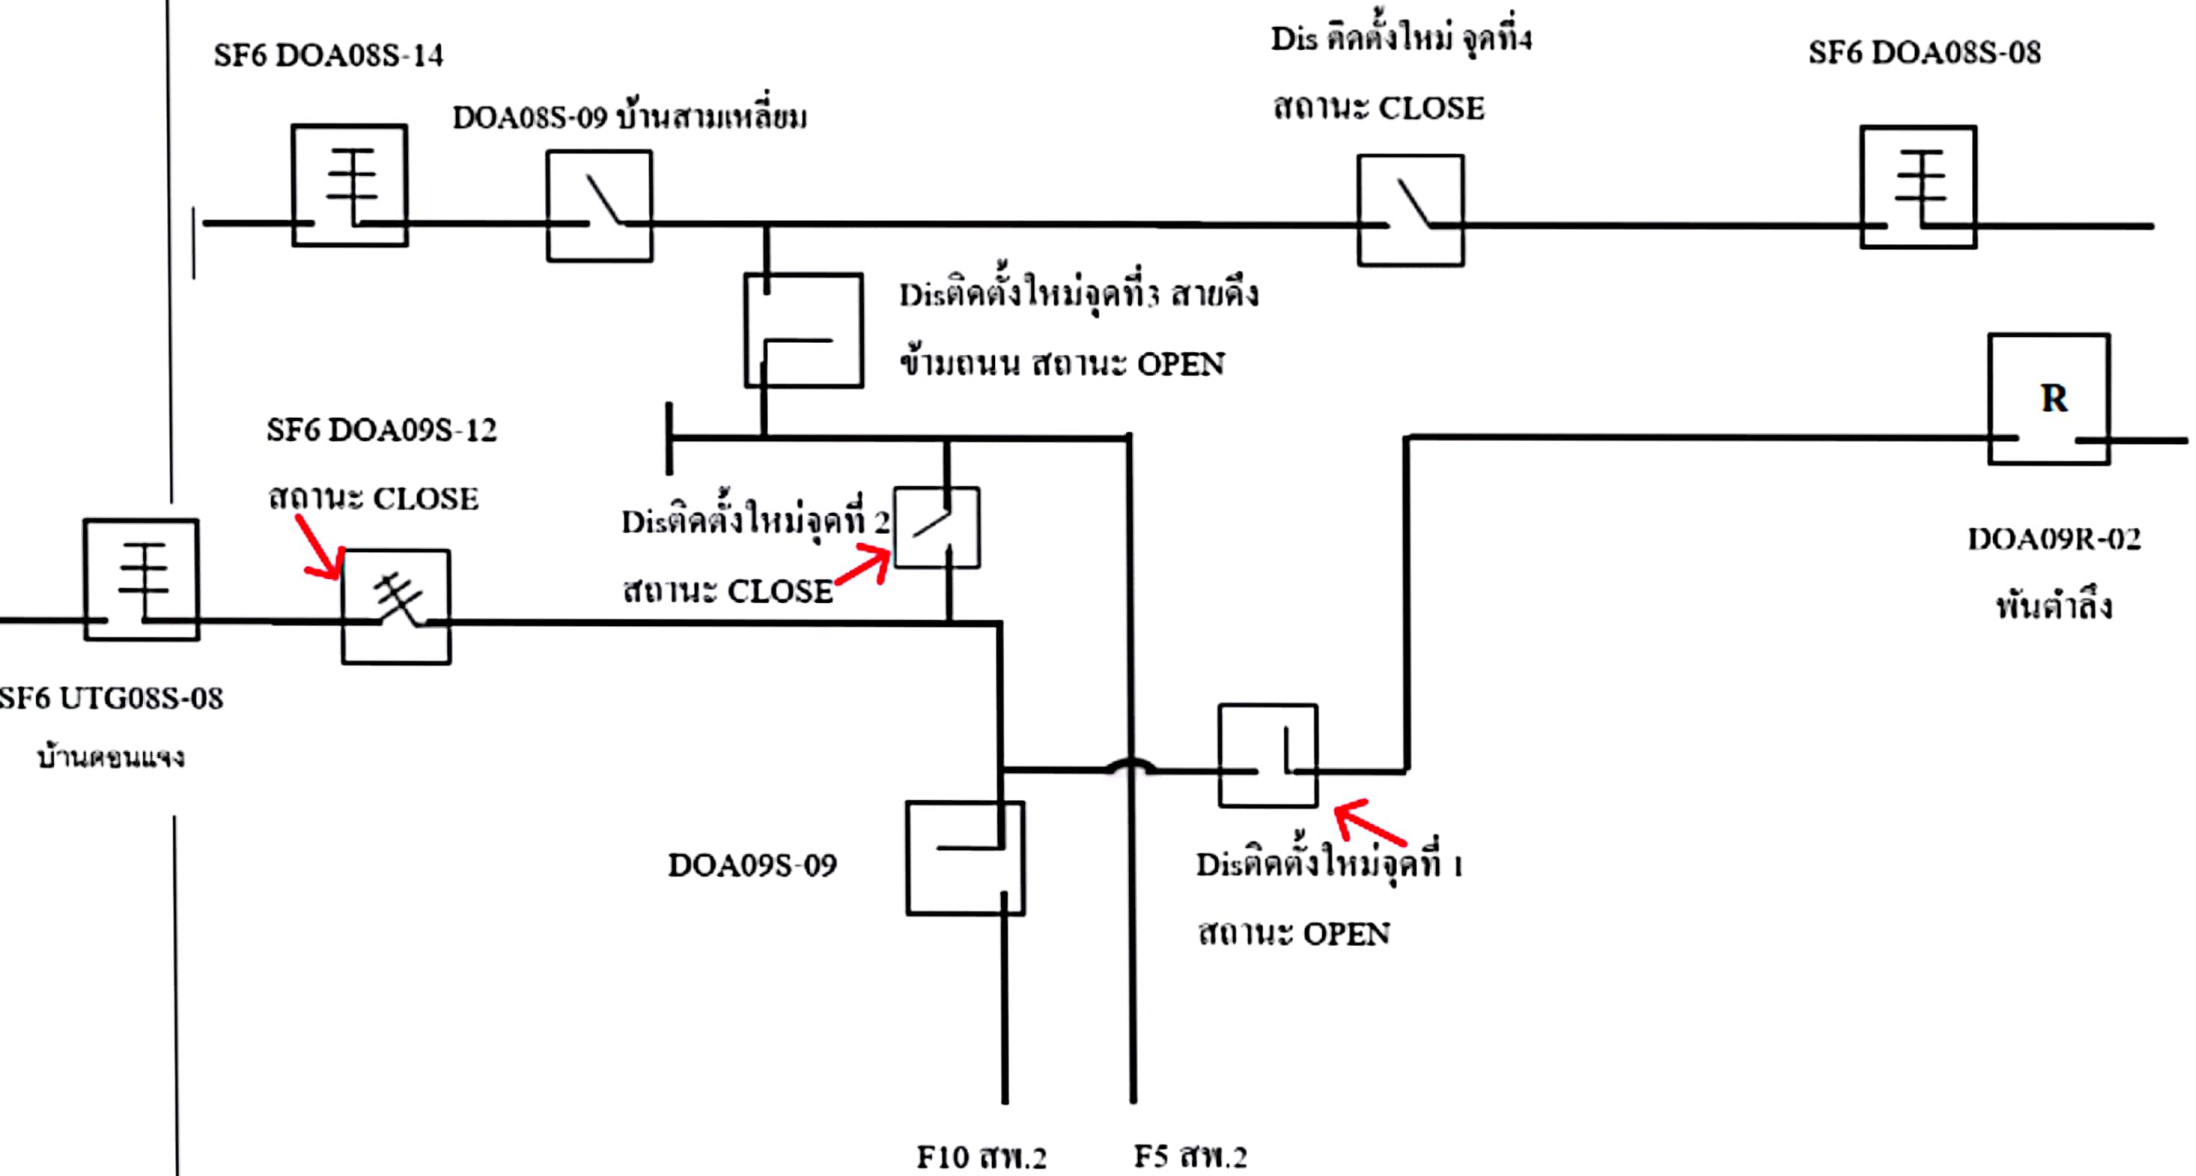 SF6 DOA08S-14
DOA08S-09 บ้านสามเหลี่ยม
Dis ติดตั้งใหม่ จุดที่4
สถานะ CLOSE
SF6 DOA08S-08
Disติดตั้งใหม่จุดที่3 สายดึง
ข้ามถนน สถานะ OPEN
R
DOA09R-02
พันตำลึง
SF6 DOA09S-12
สถานะ CLOSE
Disติดตั้งใหม่จุดที่ 2
สถานะ CLOSE
SF6 UTG08S-08
บ้านดอนแจง
DOA09S-09
Disติดตั้งใหม่จุดที่ 1
สถานะ OPEN
F10 สพ.2
F5 สพ.2